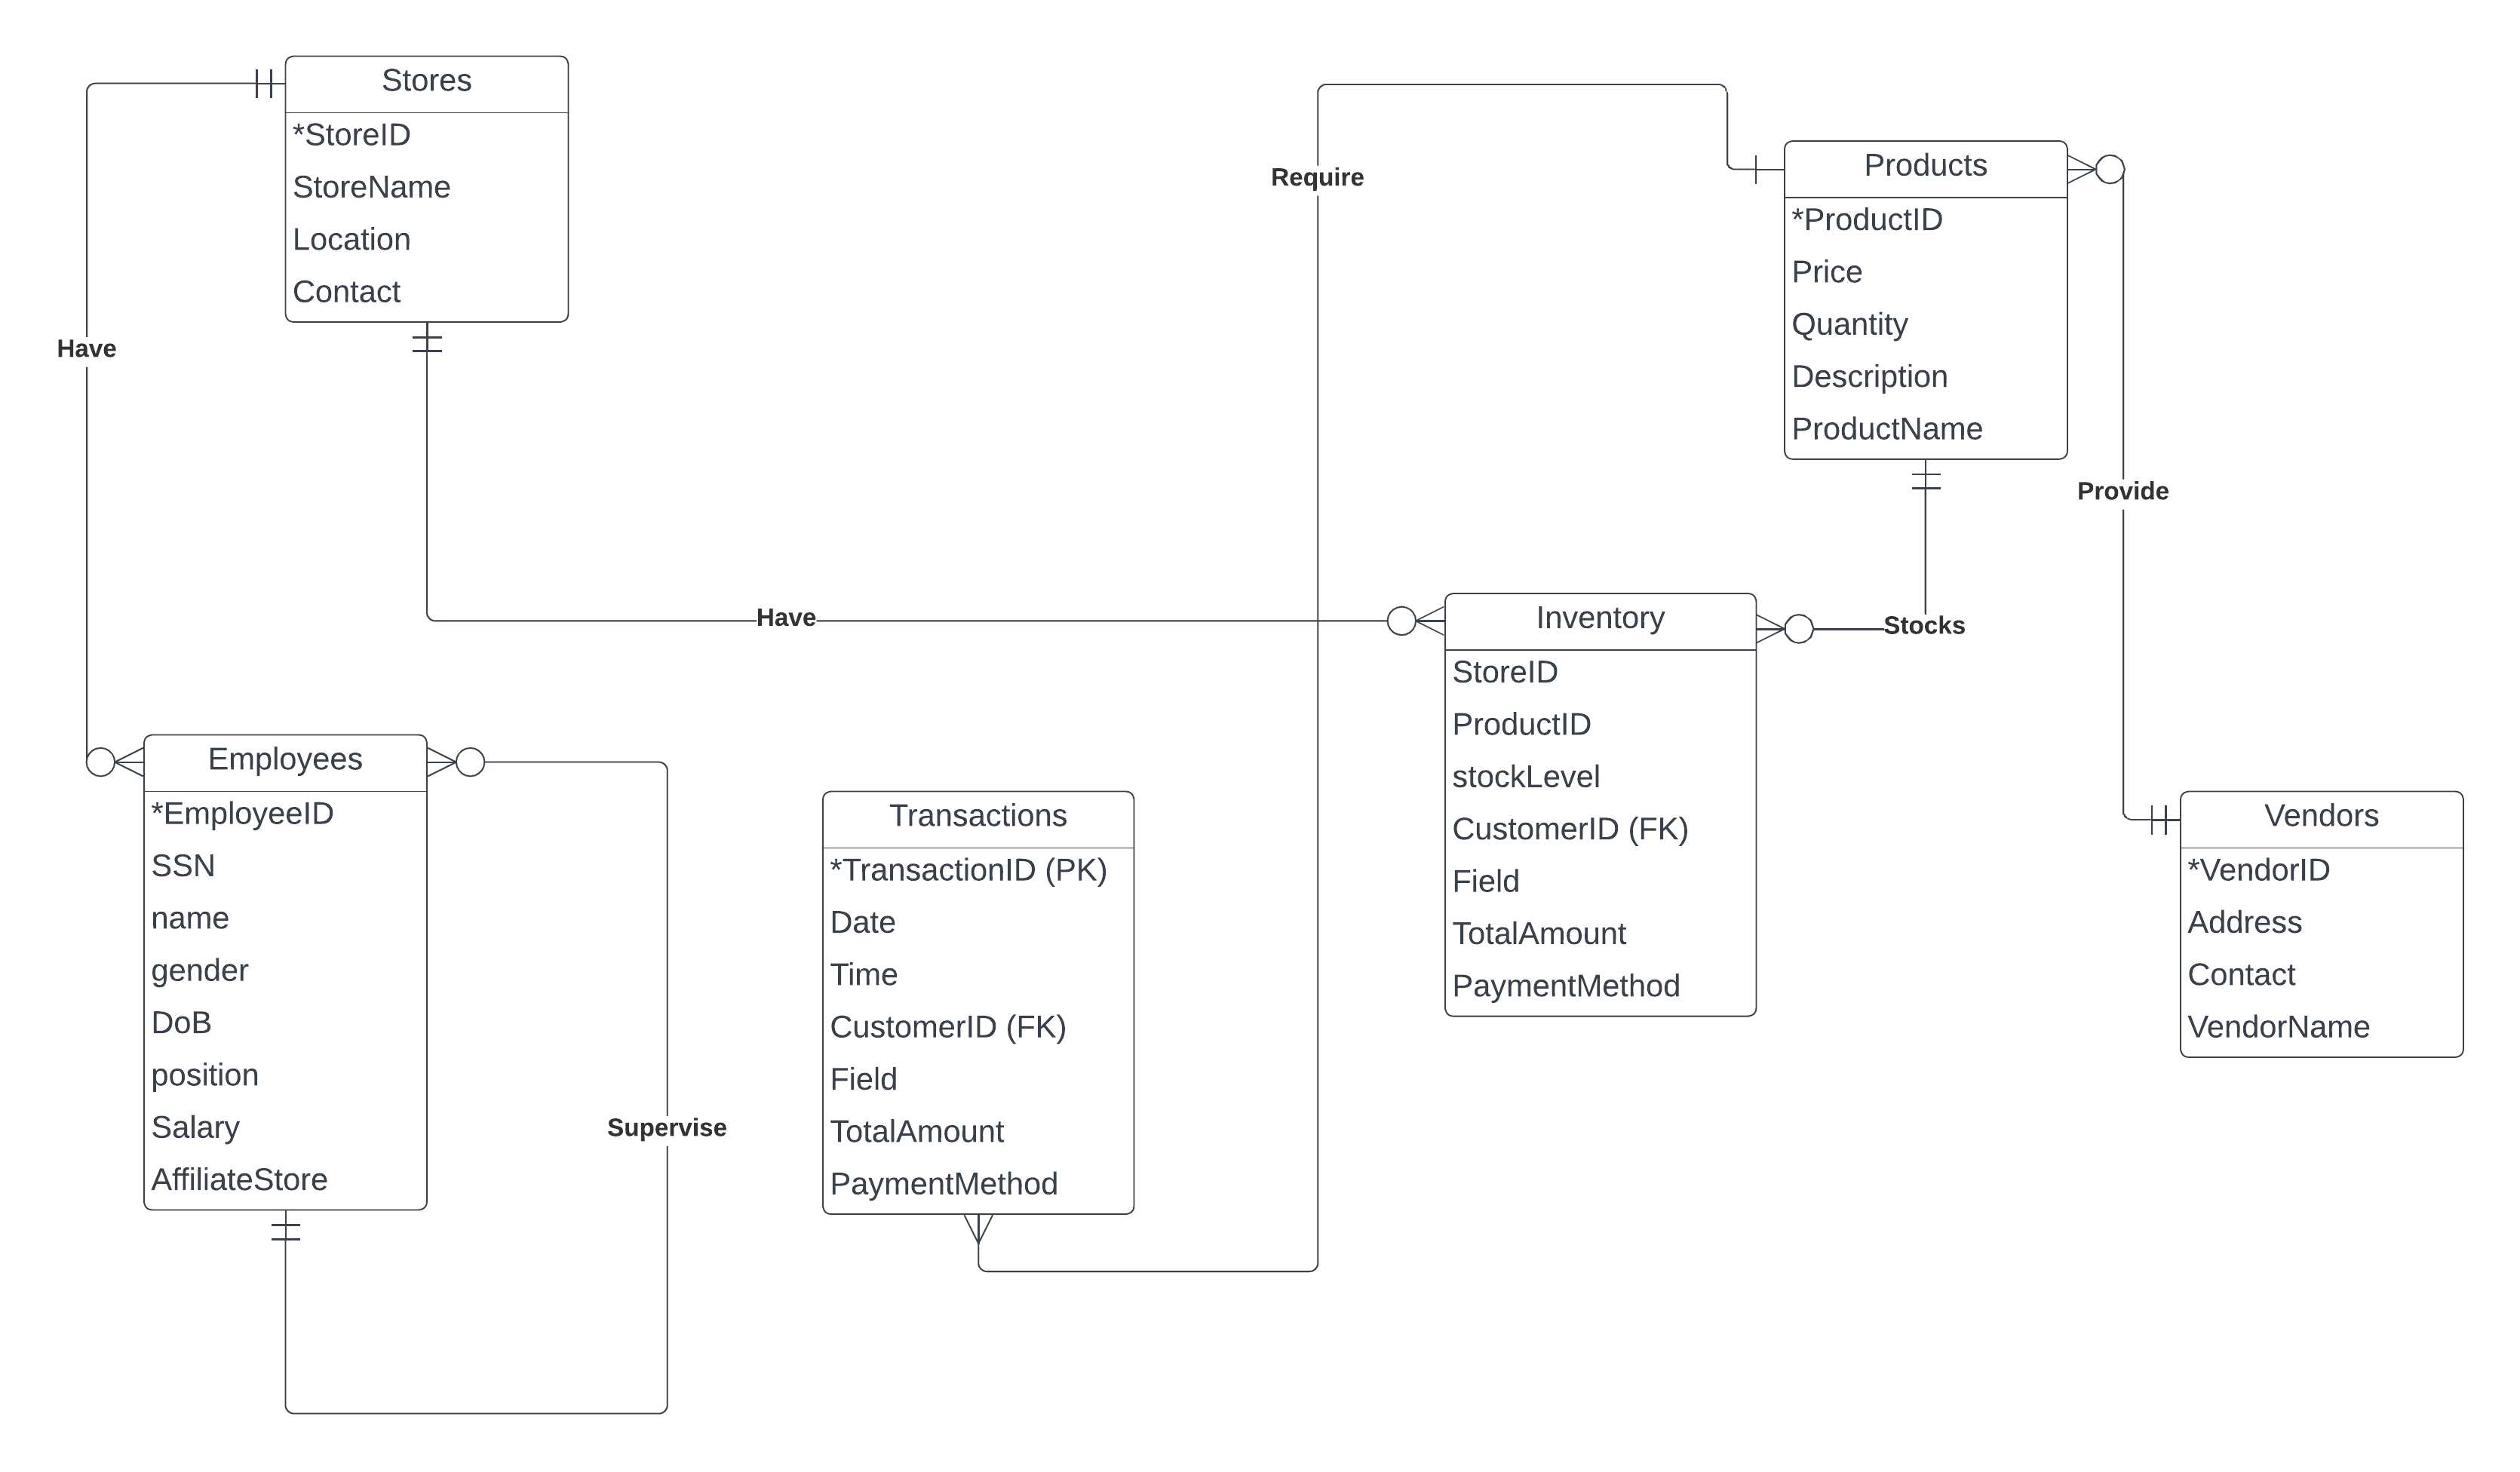 Stores
*StoreID
StoreName
Location
Contact
Have
Require
Products
*ProductID
Price
Quantity
Description
ProductName
Provide
Have
Inventory
StoreID
ProductID
stockLevel
CustomerID (FK)
Field
TotalAmount
PaymentMethod
Stocks
Employees
*EmployeeID
SSN
name
gender
DoB
position
Salary
AffiliateStore
Supervise
Transactions
*TransactionID (PK)
Date
Time
CustomerID (FK)
Field
TotalAmount
PaymentMethod
Vendors
*VendorID
Address
Contact
VendorName